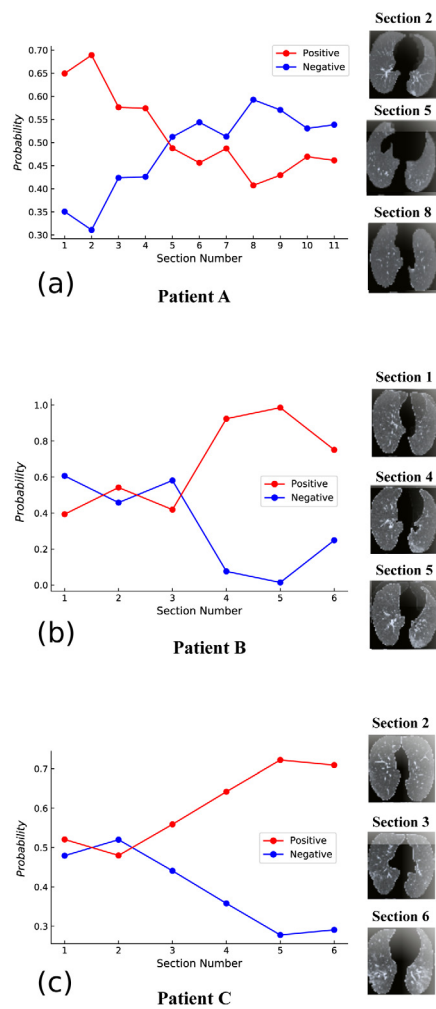 Section 2
0.70
0.65
0.60
0.55
0.50
0.45
0.40
0.35
0.30
Probability
Positive
Negative
1 2 3 4 5 6 7 8 9 10 11
Section Number
Section 5
Section 8
(a)
Patient A
Section 1
1.0
0.8
0.6
0.4
0.2
0.0
Probability
Positive
Negative
1 2 3 4 5 6
Section Number
Section 4
Section 5
(b)
Patient B
Section 2
0.7
0.6
0.5
0.4
0.3
Probability
Positive
Negative
1 2 3 4 5 6
Section Number
Section 3
Section 6
(c)
Patient C